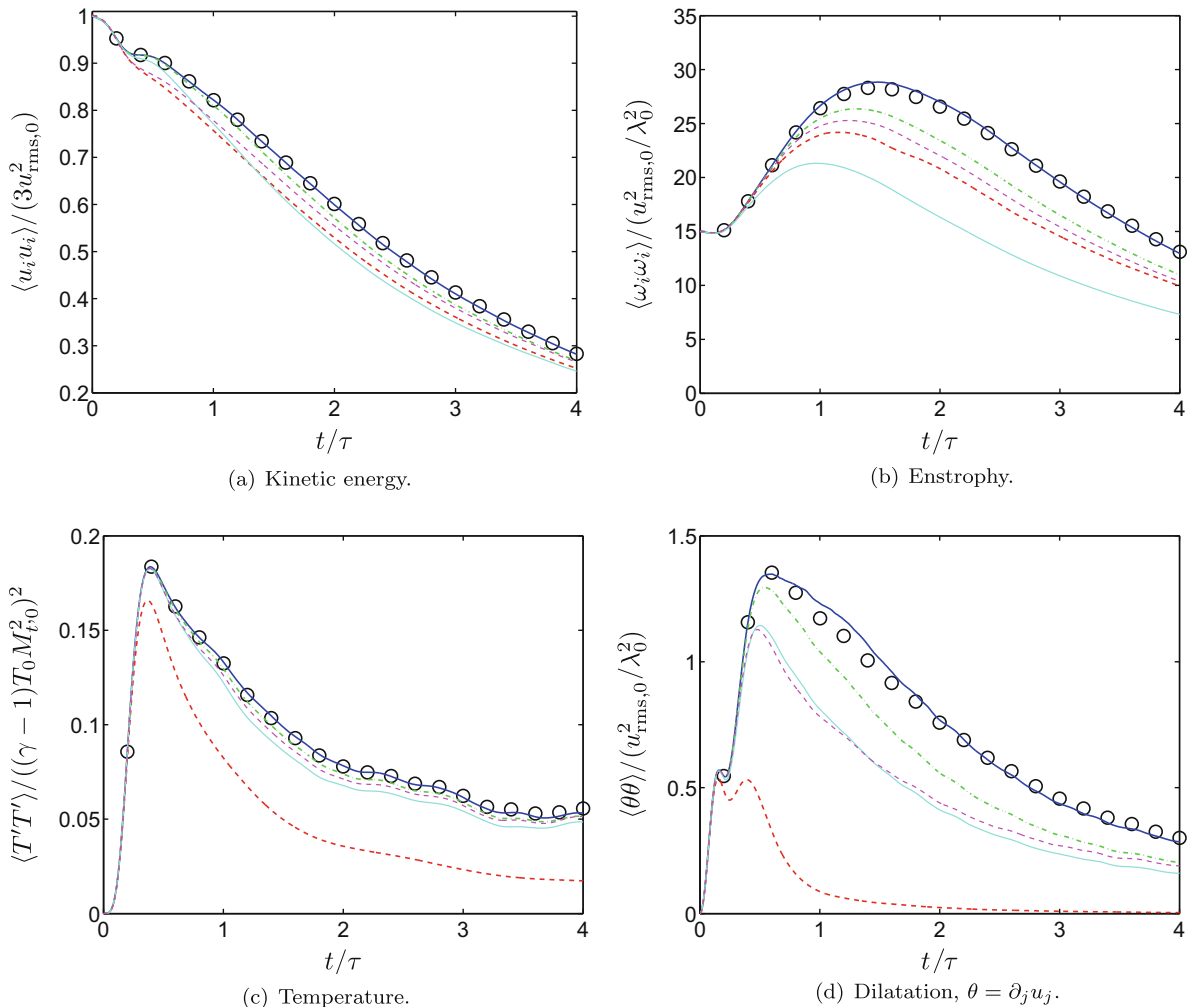 1
0.9
0.8
0.7
0.6
0.5
0.4
0.3
0.2
0 1 2 3 4
⟨u_i u_i⟩/(3u²_rms,0)
t/τ
(a) Kinetic energy.
35
30
25
20
15
10
5
0
0 1 2 3 4
⟨ω_i ω_i⟩/(u²_rms,0/λ²_0)
t/τ
(b) Enstrophy.
0.2
0.15
0.1
0.05
0
0 1 2 3 4
⟨T′T′⟩/((γ − 1)T_0 M²_t,0)²
t/τ
(c) Temperature.
1.5
1
0.5
0
0 1 2 3 4
⟨θθ⟩/(u²_rms,0/λ²_0)
t/τ
(d) Dilatation, θ = ∂_j u_j.